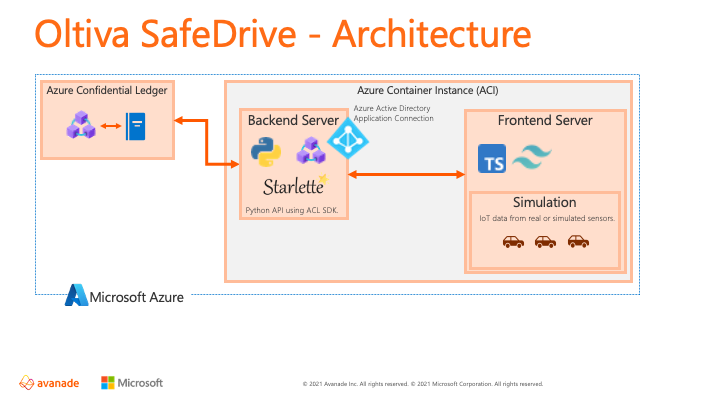 Oltiva SafeDrive - Architecture
Azure Confidential Ledger
Azure Container Instance (ACI)
Azure Active Directory
Application Connection
Backend Server
Starlette
Python API using ACL SDK.
Frontend Server
TS
Simulation
IoT data from real or simulated sensors.
Microsoft Azure
avanade
Microsoft
© 2021 Avanade Inc. All rights reserved. © 2021 Microsoft Corporation. All rights reserved.